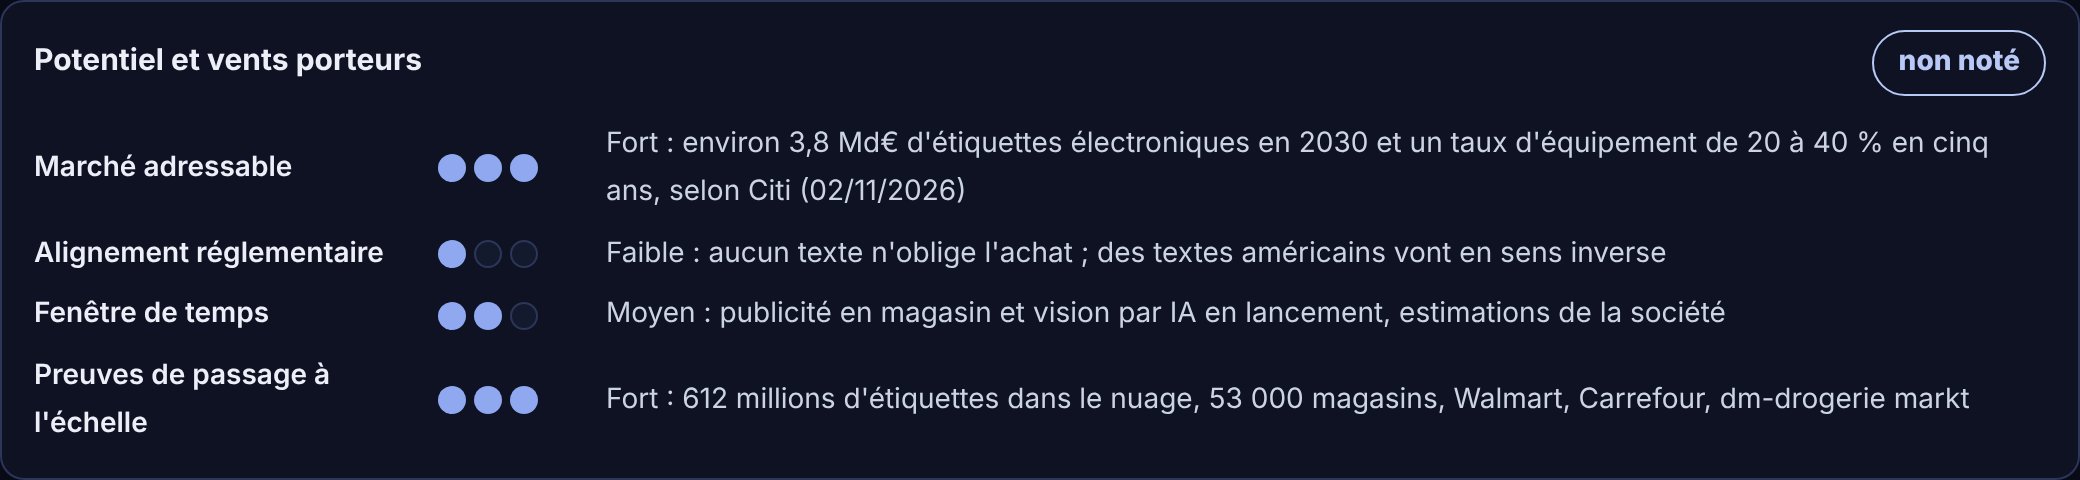 Potentiel et vents porteurs
non noté
Marché adressable
Fort : environ 3,8 Md€ d'étiquettes électroniques en 2030 et un taux d'équipement de 20 à 40 % en cinq
ans, selon Citi (02/11/2026)
Alignement réglementaire
Faible : aucun texte n'oblige l'achat ; des textes américains vont en sens inverse
Fenêtre de temps
Moyen : publicité en magasin et vision par IA en lancement, estimations de la société
Preuves de passage à
l'échelle
Fort : 612 millions d'étiquettes dans le nuage, 53 000 magasins, Walmart, Carrefour, dm-drogerie markt